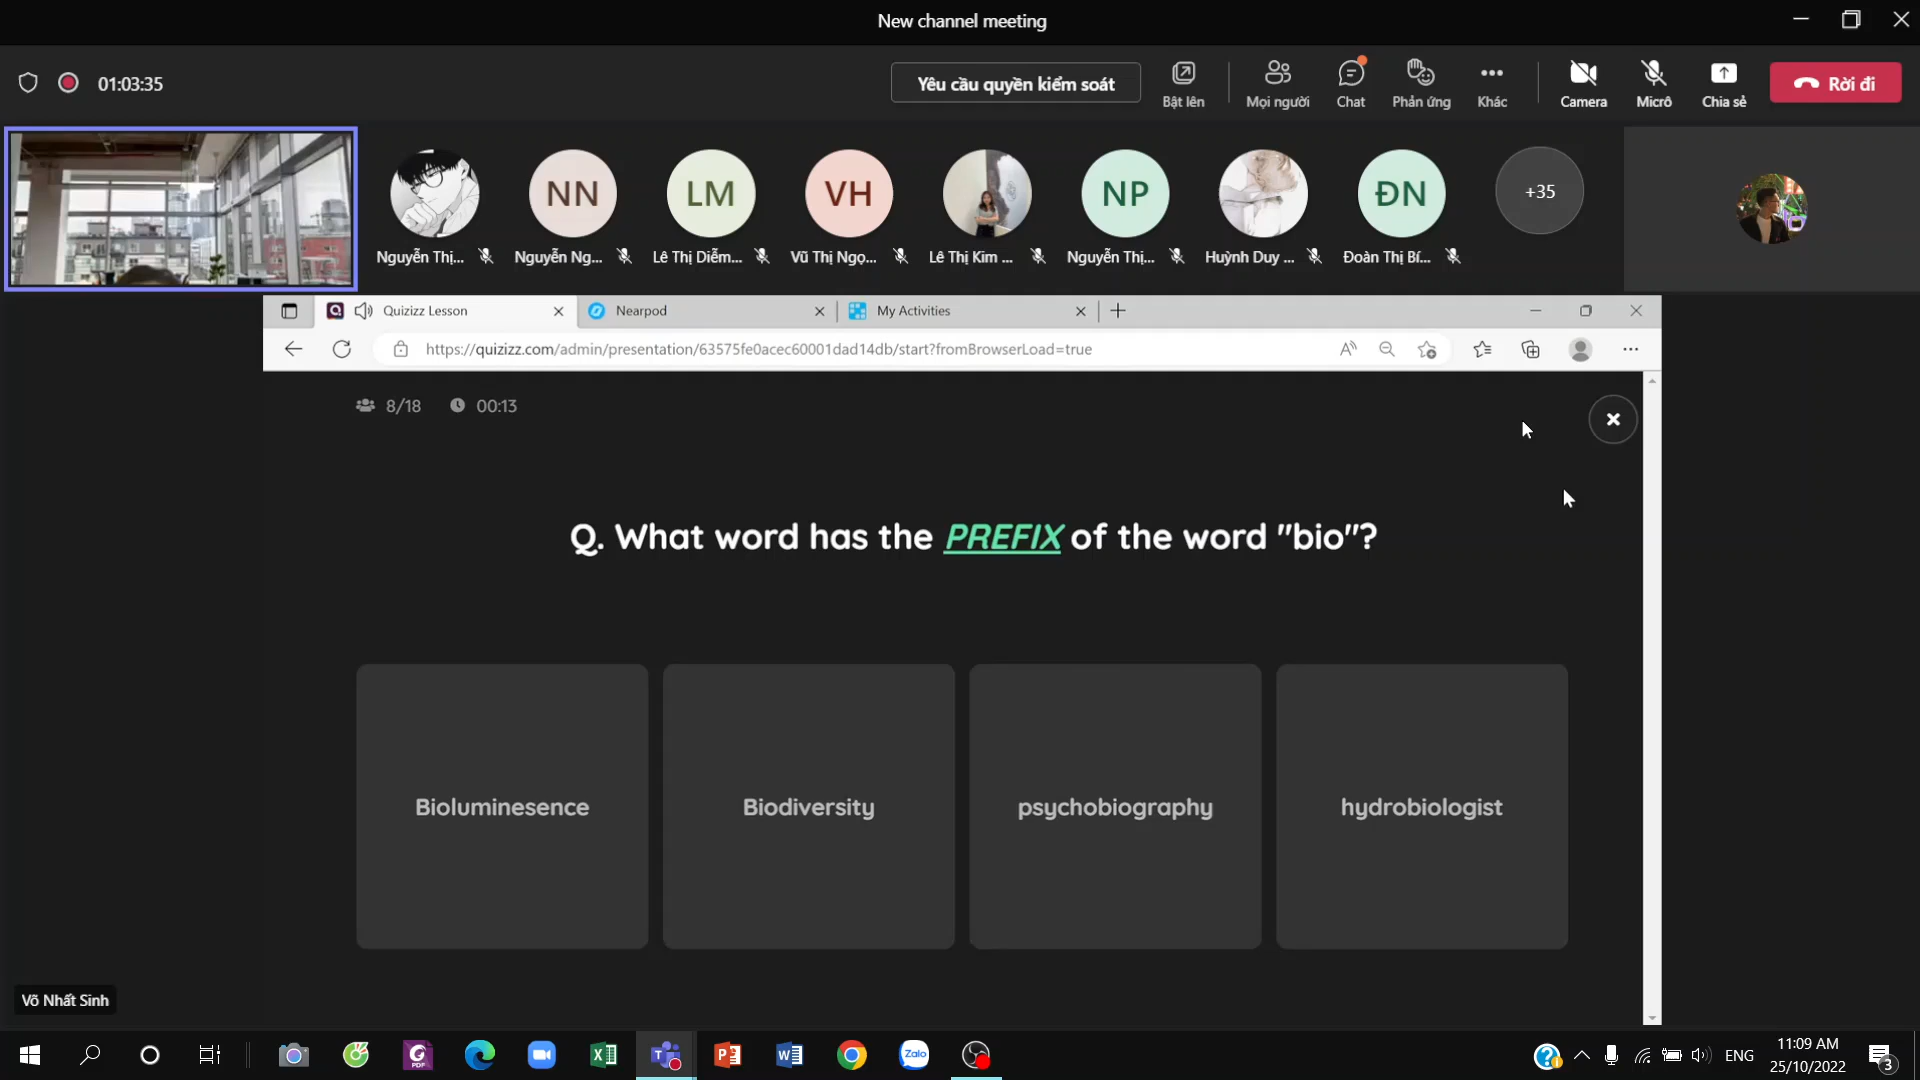 New channel meeting
01:03:35
Yêu cầu quyền kiểm soát
Bật lên
Mọi người
Chat
Phản ứng
Khác
Camera
Micrô
Chia sẻ
Rời đi
NN
LM
VH
NP
ĐN
+35
Nguyễn Thị...
Nguyễn Ng...
Lê Thị Diễm...
Vũ Thị Ngọ...
Lê Thị Kim ...
Nguyễn Thị...
Huỳnh Duy ...
Đoàn Thị Bí...
Quizizz Lesson
Nearpod
My Activities
https://quizizz.com/admin/presentation/63575fe0acec60001dad14db/start?fromBrowserLoad=true
8/18
00:13
Q. What word has the PREFIX of the word "bio"?
Bioluminesence
Biodiversity
psychobiography
hydrobiologist
Võ Nhất Sinh
PDF
Zalo
ENG
11:09 AM
25/10/2022
3